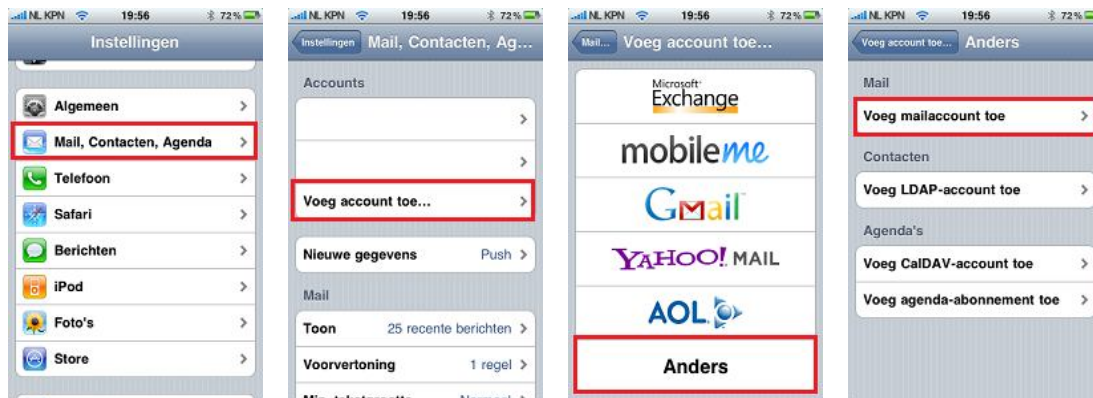 NL KPN 19:56 72%
Instellingen
Algemeen
Mail, Contacten, Agenda
Telefoon
Safari
Berichten
iPod
Foto's
Store
NL KPN 19:56 72%
Instellingen Mail, Contacten, Ag...
Accounts
Voeg account toe...
Nieuwe gegevens Push
Mail
Toon 25 recente berichten
Voorvertoning 1 regel
NL KPN 19:56 72%
Mail... Voeg account toe...
Microsoft
Exchange
mobileme
Gmail
YAHOO! MAIL
AOL
Anders
NL KPN 19:56 72%
Voeg account toe... Anders
Mail
Voeg mailaccount toe
Contacten
Voeg LDAP-account toe
Agenda's
Voeg CalDAV-account toe
Voeg agenda-abonnement toe